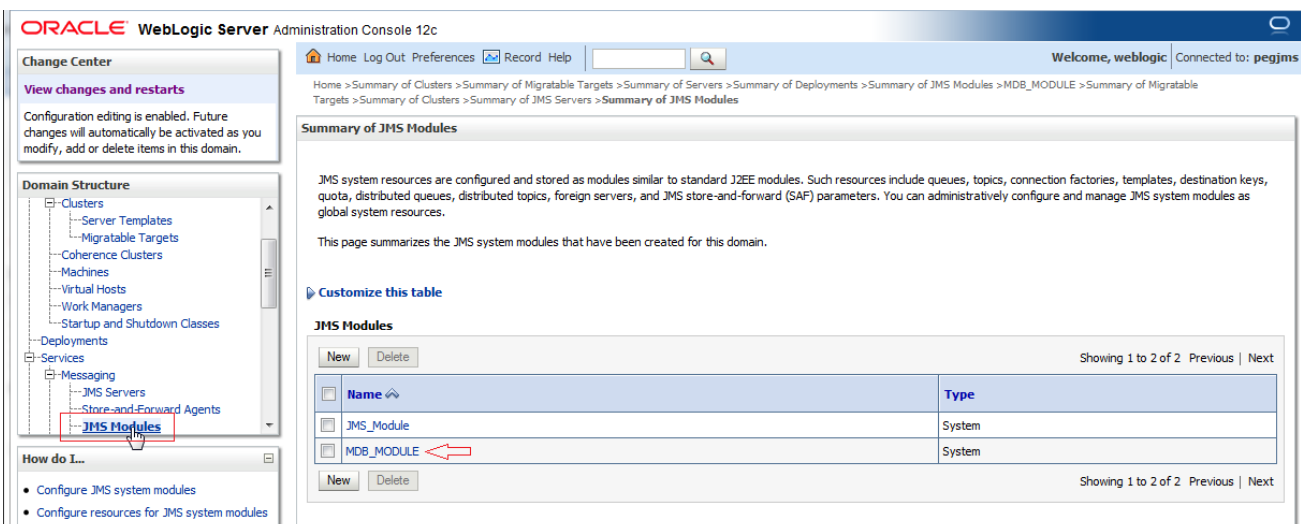 ORACLE® WebLogic Server Administration Console 12c
Change Center
View changes and restarts
Configuration editing is enabled. Future
changes will automatically be activated as you
modify, add or delete items in this domain.
Domain Structure
Clusters
Server Templates
Migratable Targets
Coherence Clusters
Machines
Virtual Hosts
Work Managers
Startup and Shutdown Classes
Deployments
Services
Messaging
JMS Servers
Store-and-Forward Agents
JMS Modules
How do I...
Configure JMS system modules
Configure resources for JMS system modules
Home Log Out Preferences Record Help
Welcome, weblogic Connected to: pegjms
Home >Summary of Clusters >Summary of Migratable Targets >Summary of Servers >Summary of Deployments >Summary of JMS Modules >MDB_MODULE >Summary of Migratable
Targets >Summary of Clusters >Summary of JMS Servers >Summary of JMS Modules
Summary of JMS Modules
JMS system resources are configured and stored as modules similar to standard J2EE modules. Such resources include queues, topics, connection factories, templates, destination keys,
quota, distributed queues, distributed topics, foreign servers, and JMS store-and-forward (SAF) parameters. You can administratively configure and manage JMS system modules as
global system resources.
This page summarizes the JMS system modules that have been created for this domain.
Customize this table
JMS Modules
New Delete Showing 1 to 2 of 2 Previous | Next
Name Type
JMS_Module System
MDB_MODULE System
New Delete Showing 1 to 2 of 2 Previous | Next